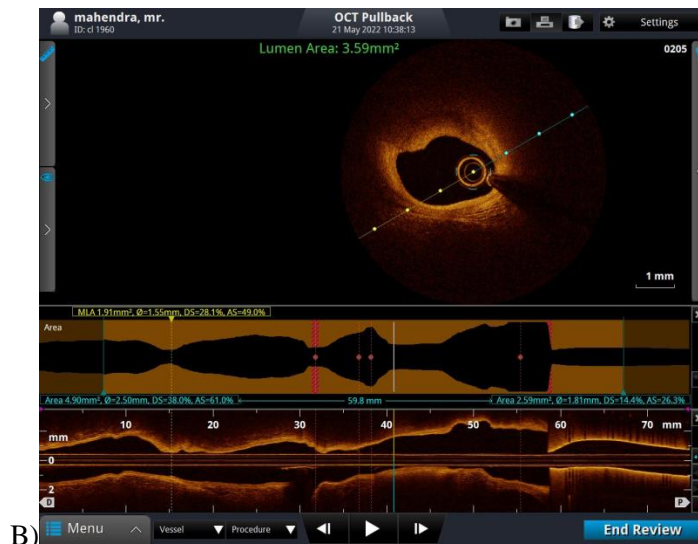 mahendra, mr.
ID: cl 1960
OCT Pullback
21 May 2022 10:38:13
Settings
Lumen Area: 3.59mm²
0205
1 mm
MLA 1.91mm², Ø=1.55mm, DS=28.1%, AS=49.0%
Area
Area 4.90mm², Ø=2.50mm, DS=38.0%, AS=61.0%
59.8 mm
Area 2.59mm², Ø=1.81mm, DS=14.4%, AS=26.3%
mm 10 20 30 40 50 60 70 mm
0
2
D
P
B)
Menu
Vessel
Procedure
End Review